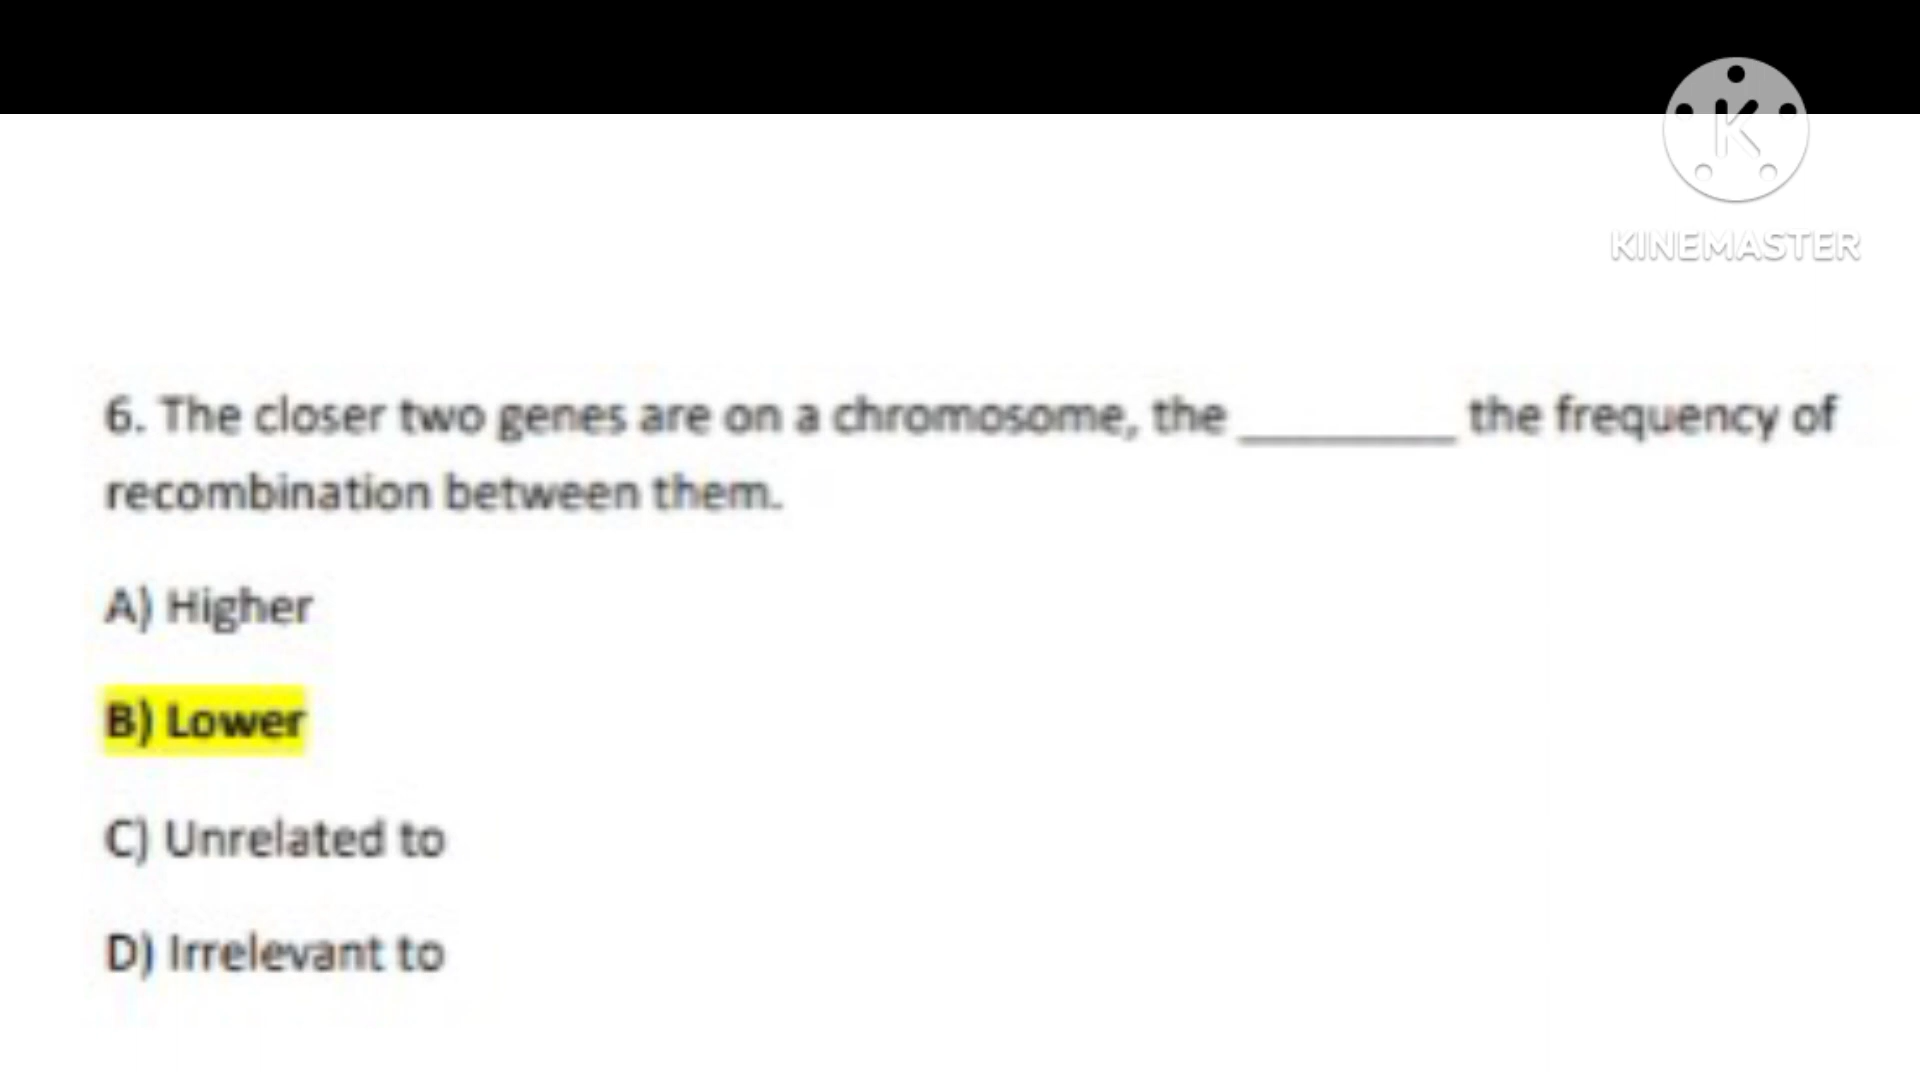 K
KINEMASTER
6. The closer two genes are on a chromosome, the _________ the frequency of
recombination between them.
A) Higher
B) Lower
C) Unrelated to
D) Irrelevant to